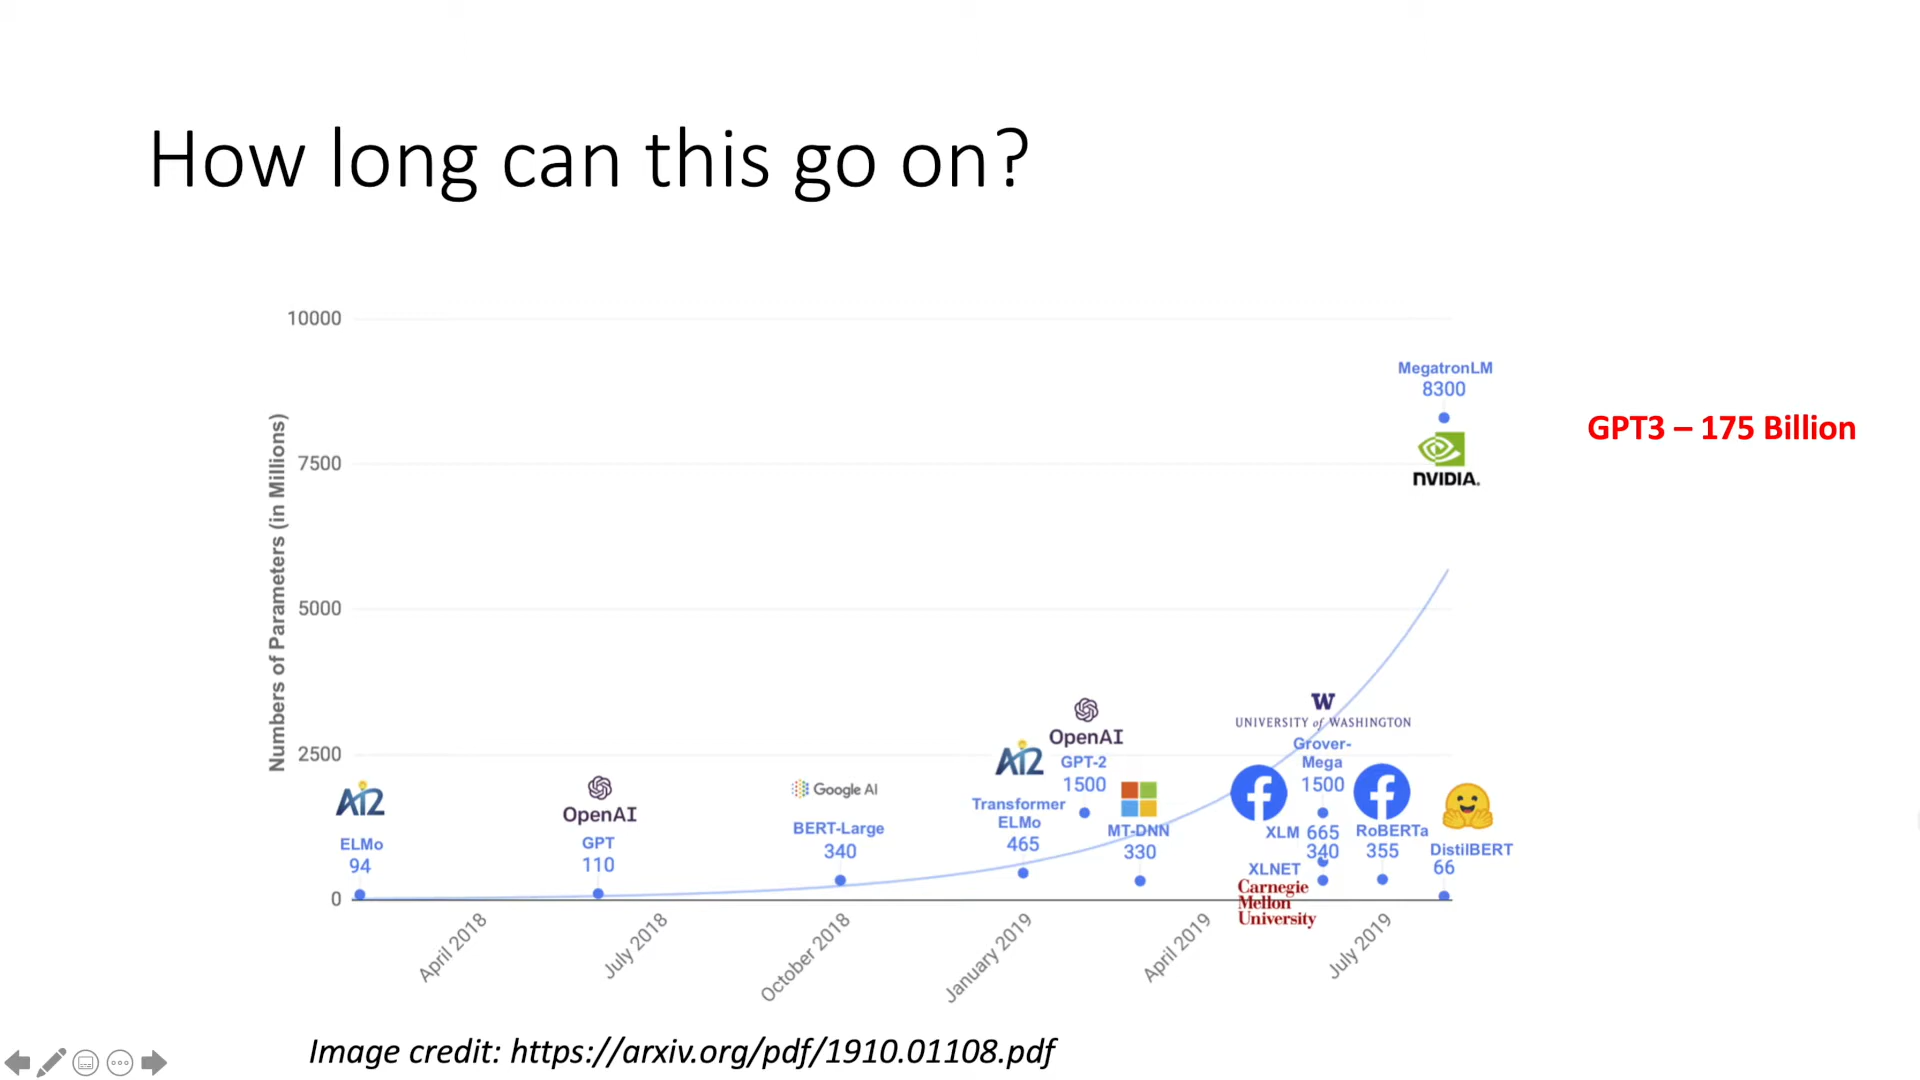 How long can this go on?
Numbers of Parameters (in Millions)
10000
7500
5000
2500
0
April 2018
July 2018
October 2018
January 2019
April 2019
July 2019
AI2
ELMo
94
OpenAI
GPT
110
Google AI
BERT-Large
340
AI2
Transformer
ELMo
465
OpenAI
GPT-2
1500
MT-DNN
330
W
UNIVERSITY of WASHINGTON
Grover-
Mega
1500
XLM 665
340
XLNET
Carnegie
Mellon
University
RoBERTa
355
MegatronLM
8300
NVIDIA.
DistilBERT
66
GPT3 – 175 Billion
Image credit: https://arxiv.org/pdf/1910.01108.pdf